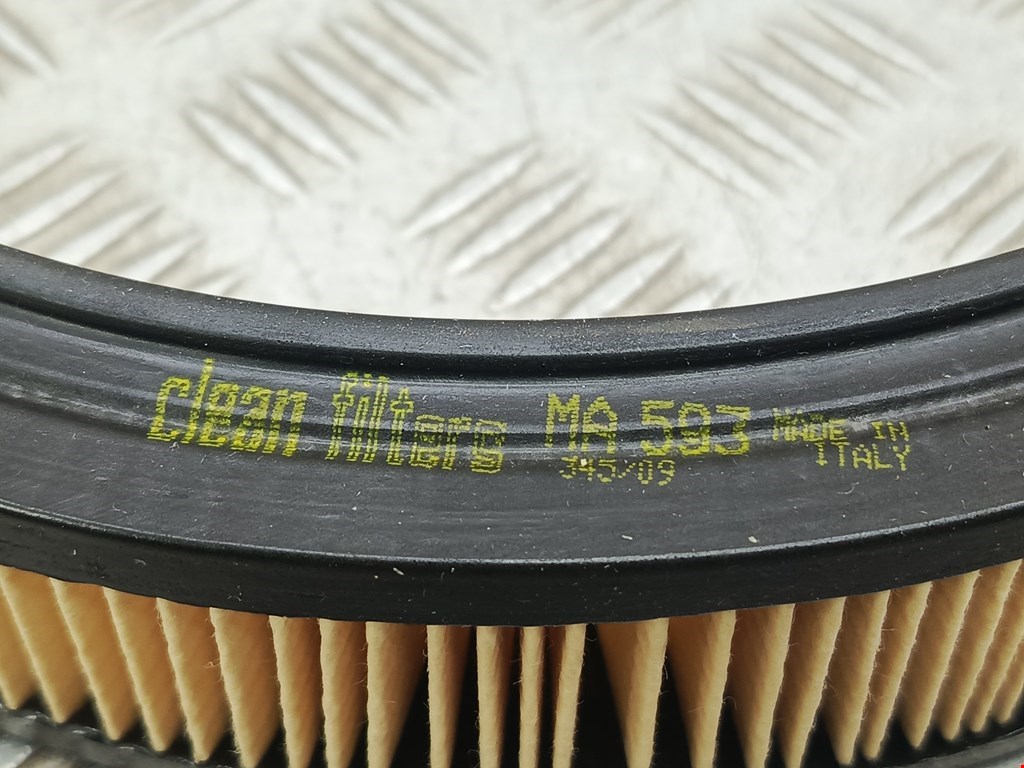 clean filters MA 593 MADE IN
345/09 ITALY